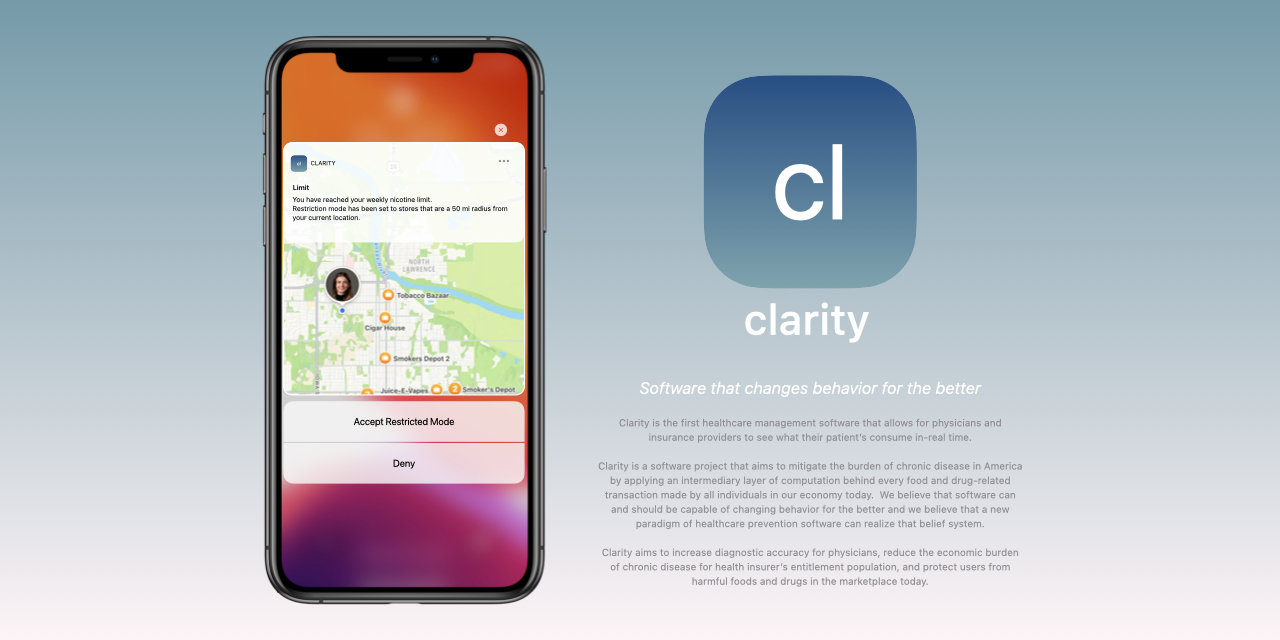 cl CLARITY
28
Limit
You have reached your weekly nicotine limit.
Restriction mode has been set to stores that are a 50 mi radius from
your current location.
NORTH
LAWRENCE
Tobacco Bazaar
Cigar House
Smokers Depot 2
Juice-E-Vapes
2
Smoker's Depot
Accept Restricted Mode
Deny
cl
clarity
Software that changes behavior for the better
Clarity is the first healthcare management software that allows for physicians and
insurance providers to see what their patient's consume in-real time.
Clarity is a software project that aims to mitigate the burden of chronic disease in America
by applying an intermediary layer of computation behind every food and drug-related
transaction made by all individuals in our economy today.  We believe that software can
and should be capable of changing behavior for the better and we believe that a new
paradigm of healthcare prevention software can realize that belief system.
Clarity aims to increase diagnostic accuracy for physicians, reduce the economic burden
of chronic disease for health insurer's entitlement population, and protect users from
harmful foods and drugs in the marketplace today.